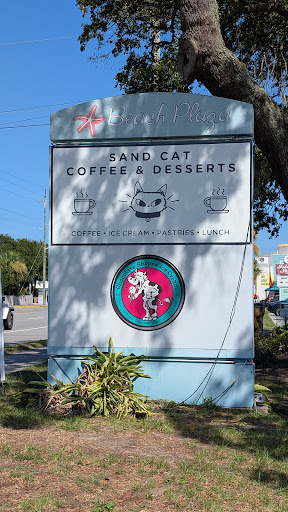 Beach Plaza
SAND CAT
COFFEE & DESSERTS
COFFEE • ICE CREAM • PASTRIES • LUNCH